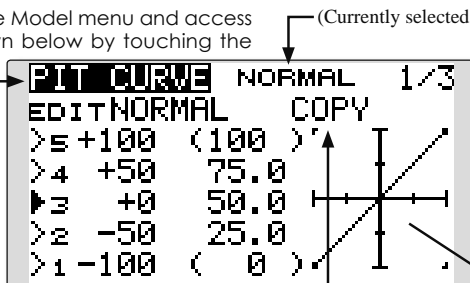 e Model menu and access
n below by touching the
(Currently selected
PIT CURVE NORMAL 1/3
EDIT NORMAL COPY
>5 +100 (100 )
>4 +50 75.0
>3 +0 50.0
>2 -50 25.0
>1 -100 ( 0 )